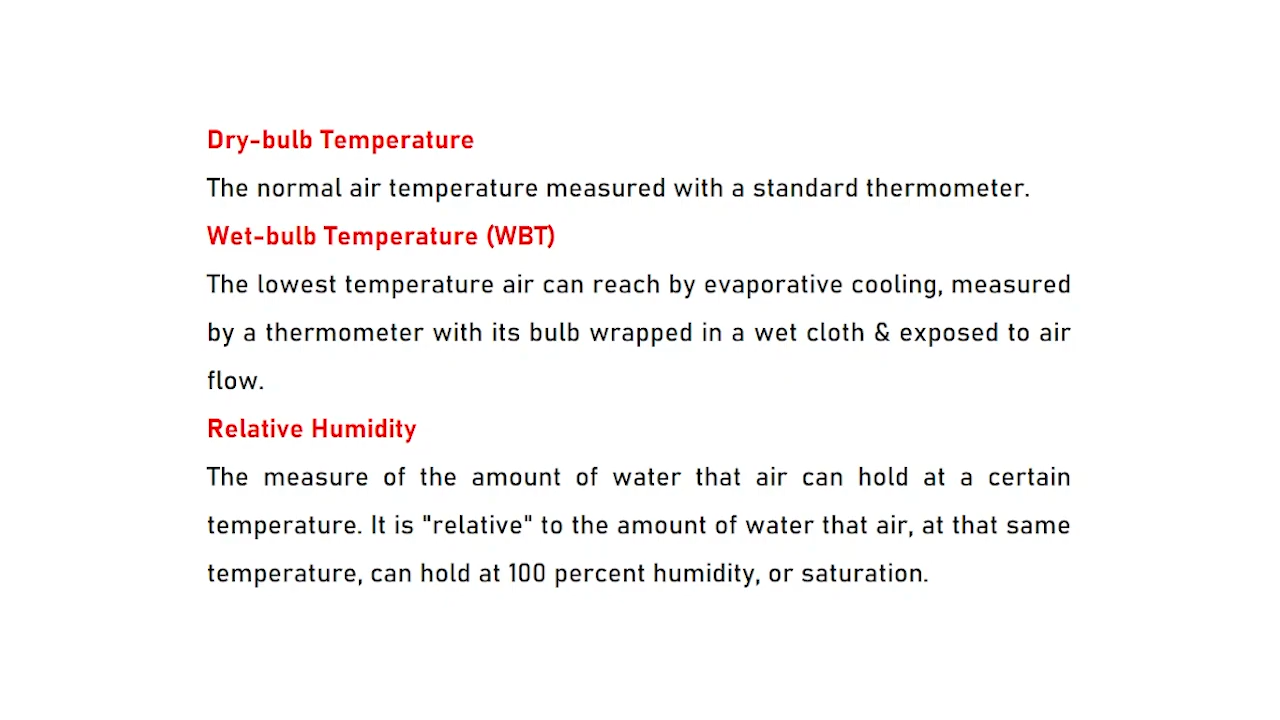 Dry-bulb Temperature
The normal air temperature measured with a standard thermometer.
Wet-bulb Temperature (WBT)
The lowest temperature air can reach by evaporative cooling, measured
by a thermometer with its bulb wrapped in a wet cloth & exposed to air
flow.
Relative Humidity
The measure of the amount of water that air can hold at a certain
temperature. It is "relative" to the amount of water that air, at that same
temperature, can hold at 100 percent humidity, or saturation.